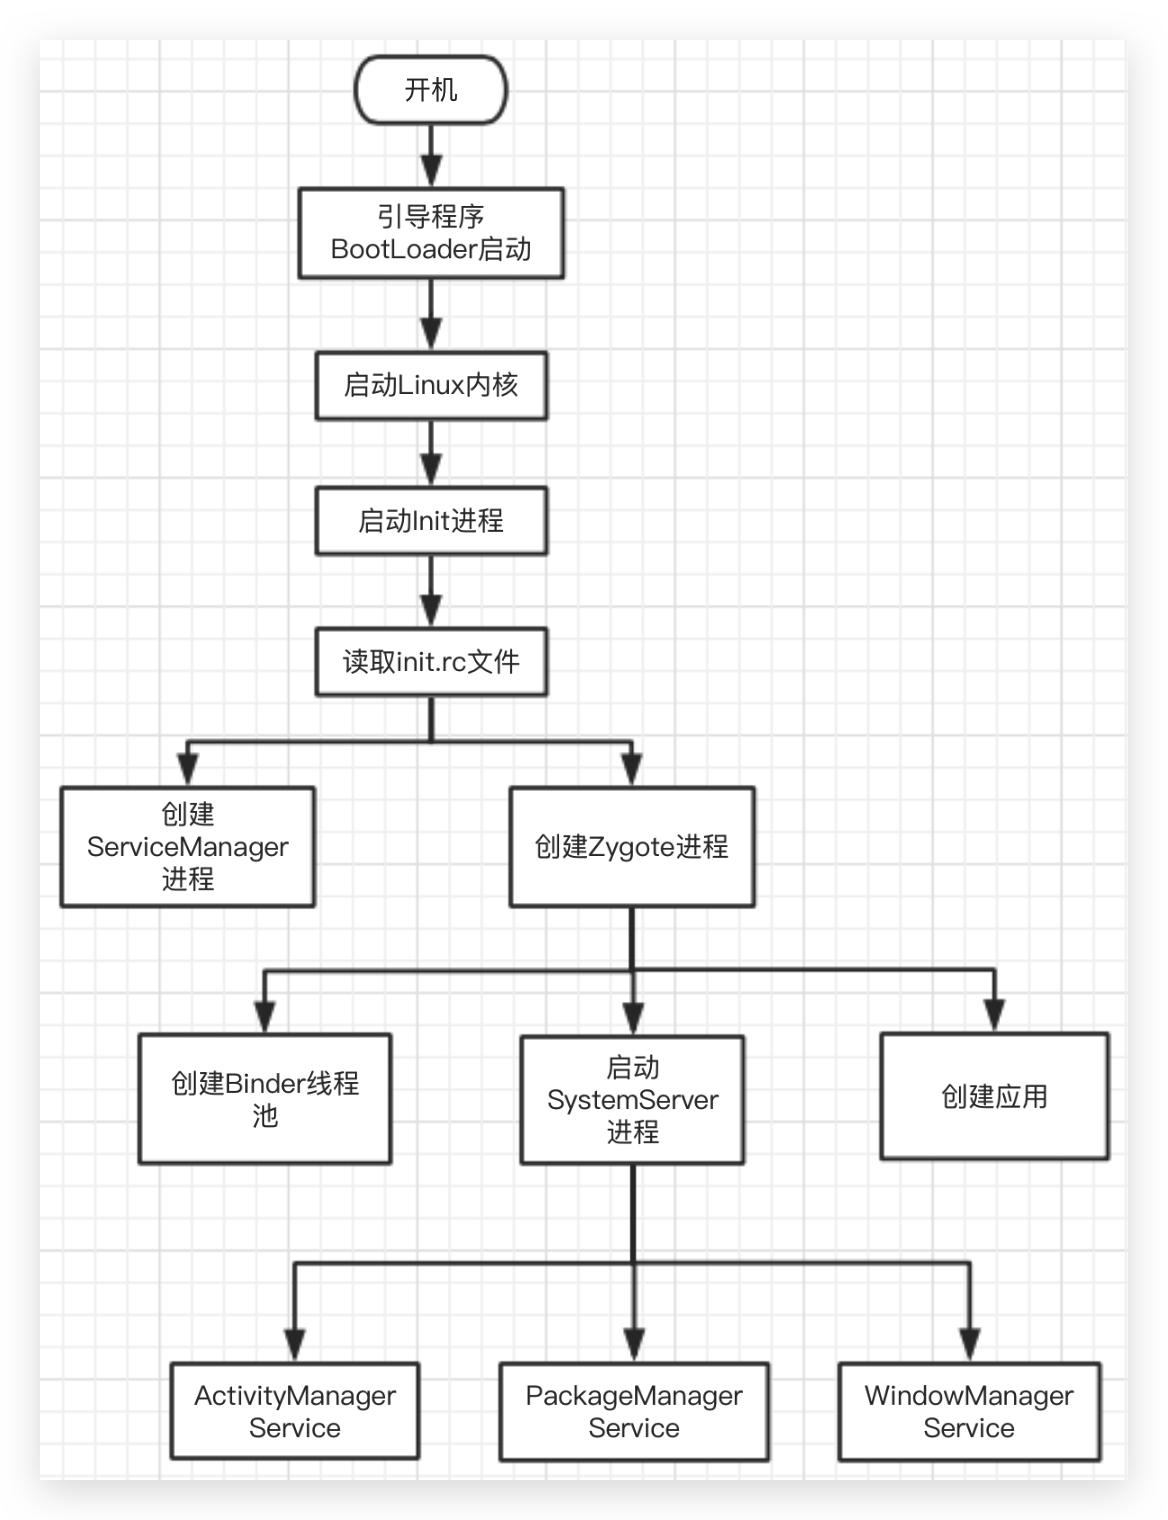 开机
引导程序
BootLoader启动
启动Linux内核
启动Init进程
读取init.rc文件
创建
ServiceManager
进程
创建Zygote进程
创建Binder线程
池
启动
SystemServer
进程
创建应用
ActivityManager
Service
PackageManager
Service
WindowManager
Service